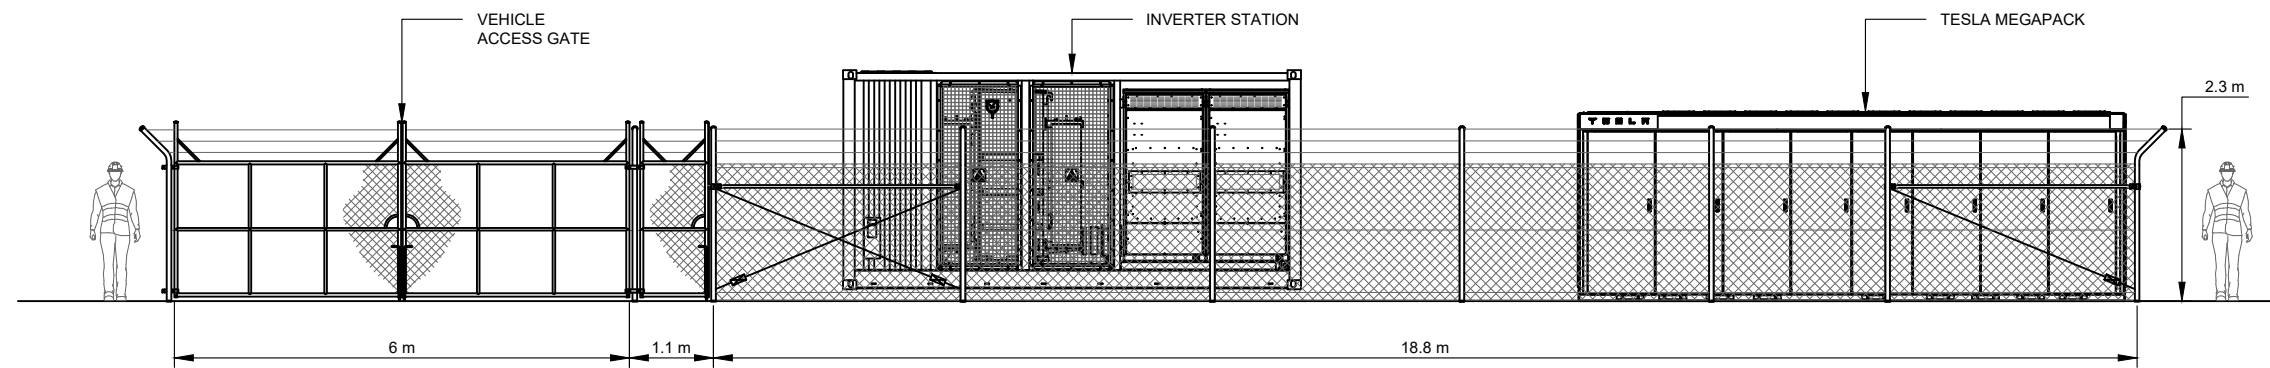 VEHICLE
ACCESS GATE
INVERTER STATION
TESLA MEGAPACK
2.3 m
TESLA
6 m
1.1 m
18.8 m